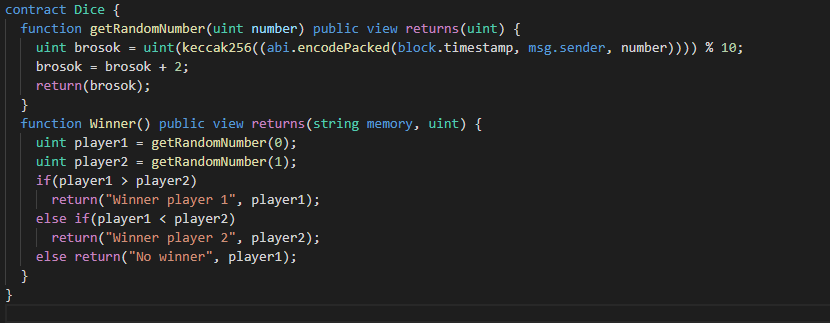 contract Dice {
function getRandomNumber(uint number) public view returns(uint) {
uint brosok = uint(keccak256((abi.encodePacked(block.timestamp, msg.sender, number)))) % 10;
brosok = brosok + 2;
return(brosok);
}
function Winner() public view returns(string memory, uint) {
uint player1 = getRandomNumber(0);
uint player2 = getRandomNumber(1);
if(player1 > player2)
return("Winner player 1", player1);
else if(player1 < player2)
return("Winner player 2", player2);
else return("No winner", player1);
}
}